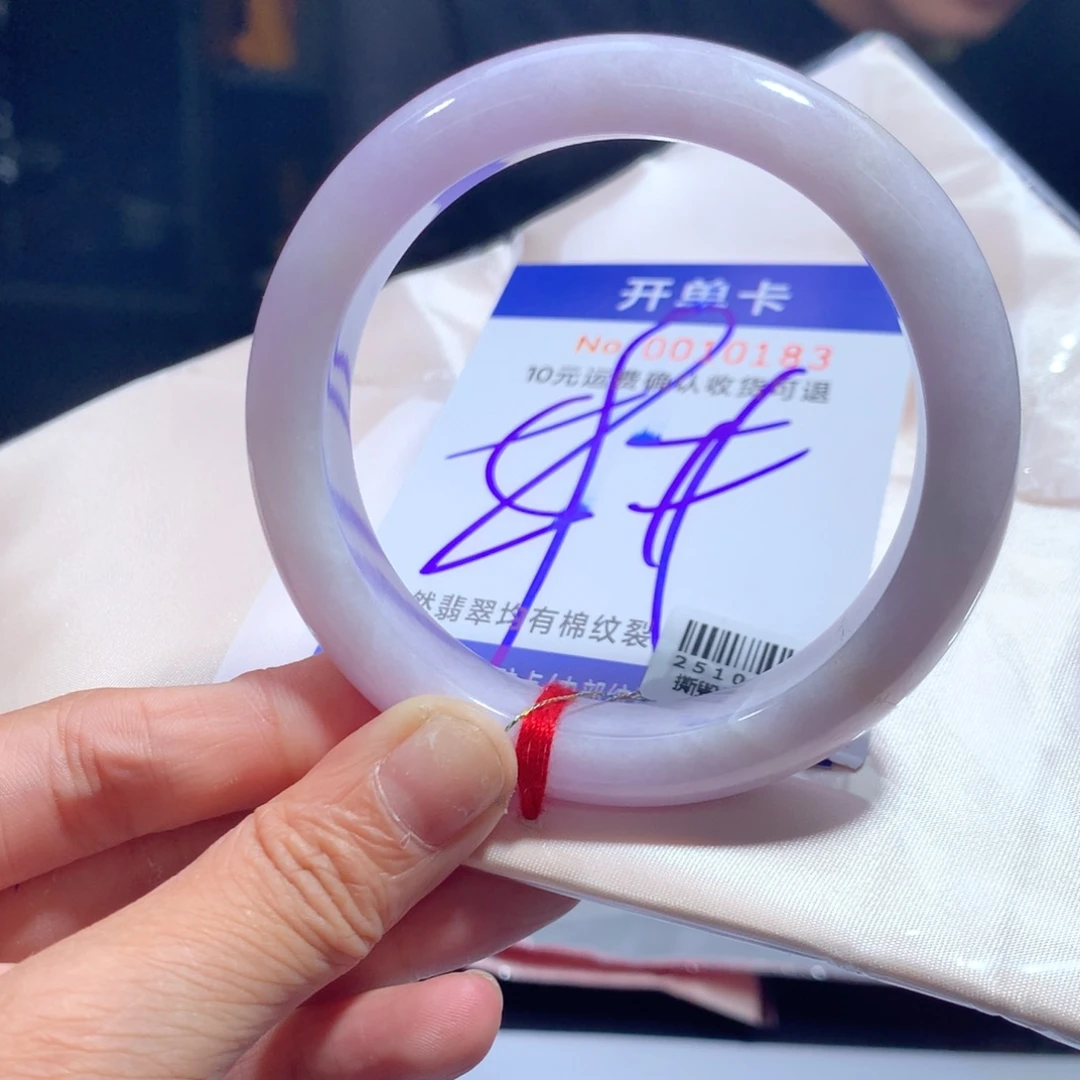 开单卡
No 0010183
10元运费确认收货可退
然翡翠均有棉纹裂
2510
撕毁